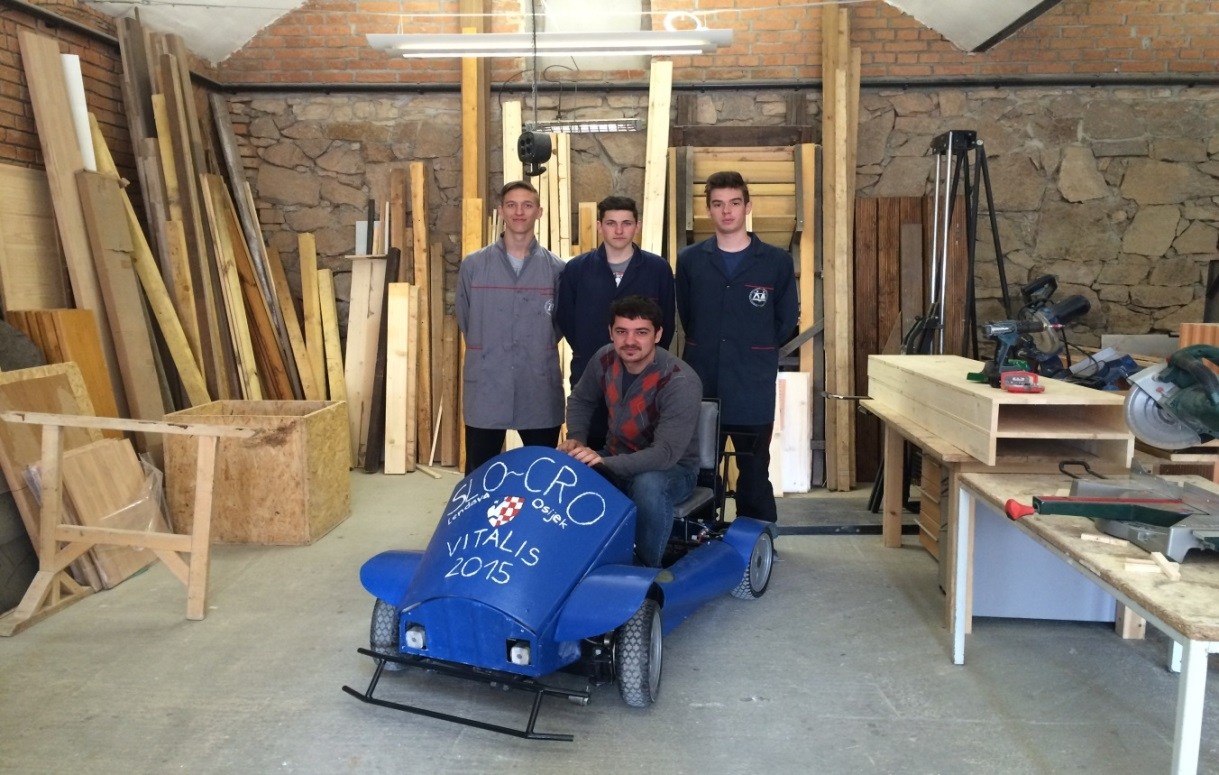 SLO-CRO
Lendava Osijek
VITALIS
2015